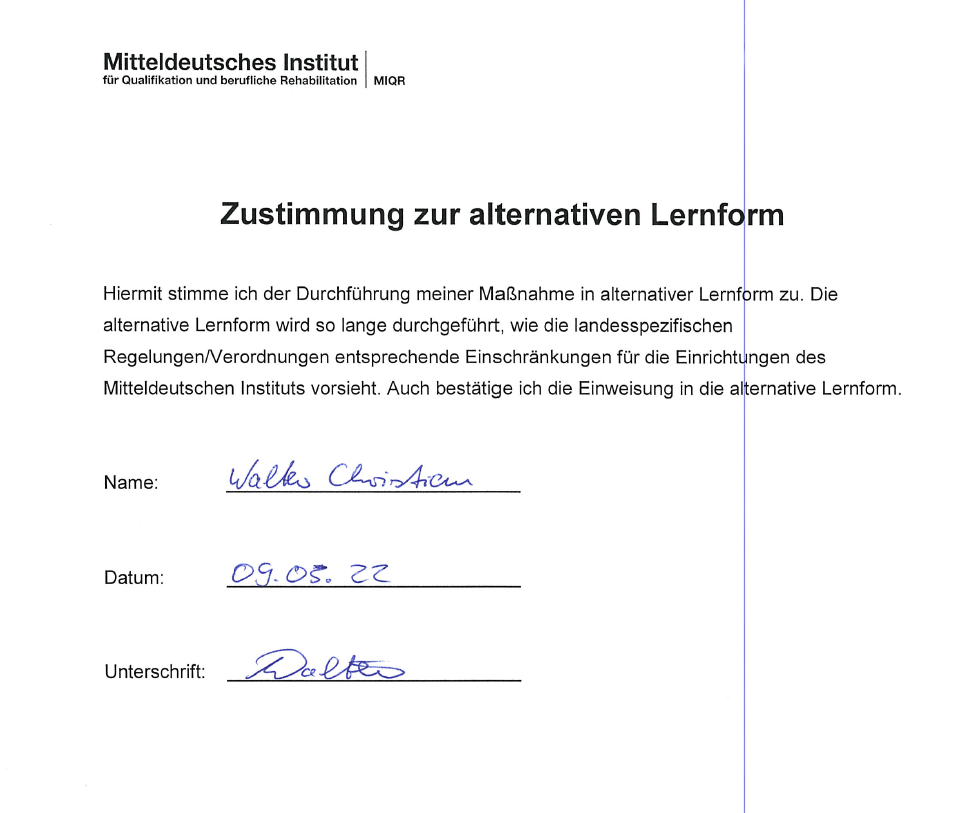 Mitteldeutsches Institut
für Qualifikation und berufliche Rehabilitation | MIQR
Zustimmung zur alternativen Lernform
Hiermit stimme ich der Durchführung meiner Maßnahme in alternativer Lernform zu. Die
alternative Lernform wird so lange durchgeführt, wie die landesspezifischen
Regelungen/Verordnungen entsprechende Einschränkungen für die Einrichtungen des
Mitteldeutschen Instituts vorsieht. Auch bestätige ich die Einweisung in die alternative Lernform.
Name: Walter Christian
Datum: 09.05.22
Unterschrift: Walter